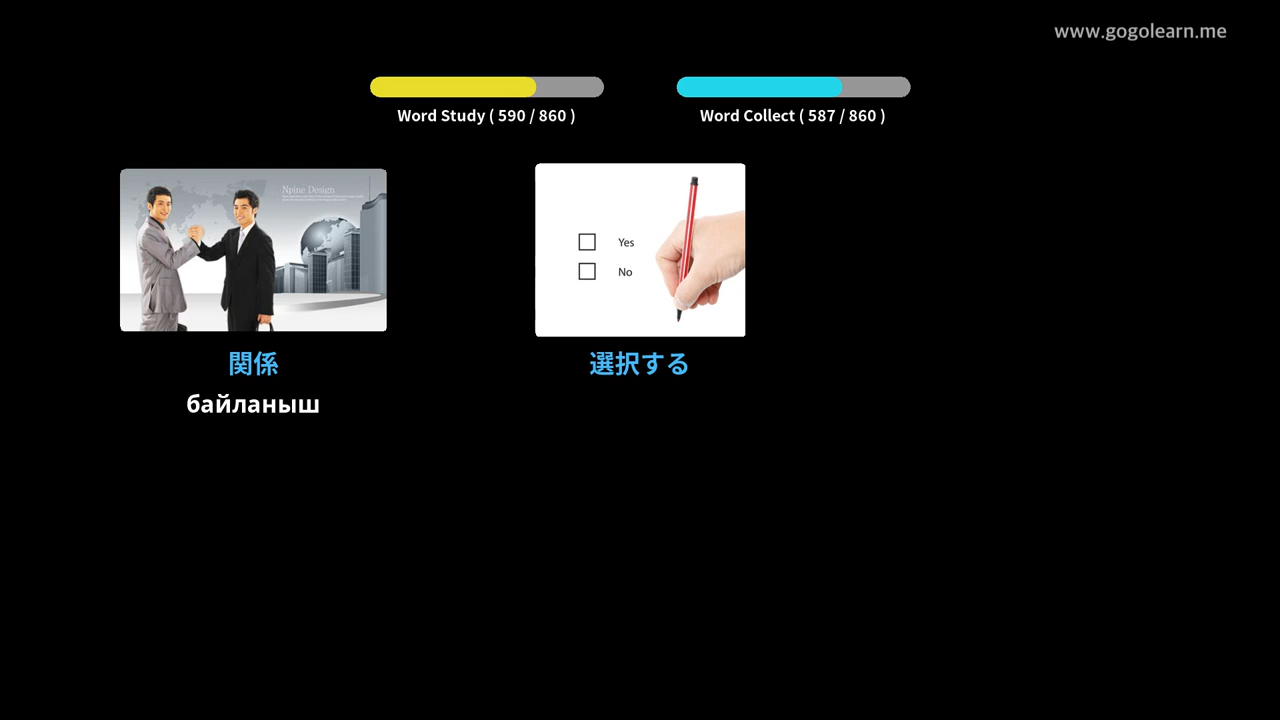 www.gogolearn.me
Word Study ( 590 / 860 )
Word Collect ( 587 / 860 )
Npine Design
Yes
No
関係
選択する
байланыш